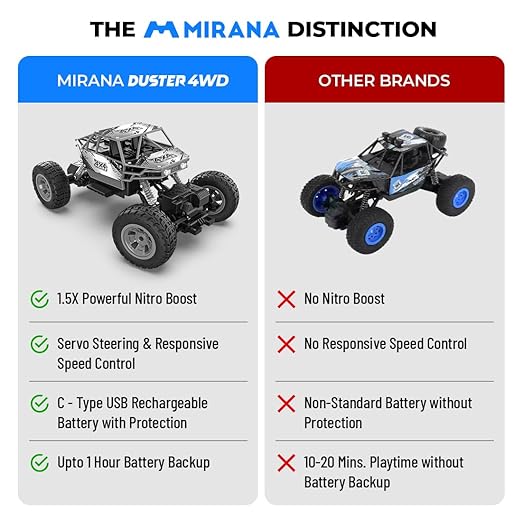 THE MIRANA DISTINCTION
MIRANA DUSTER 4WD
1.5X Powerful Nitro Boost
Servo Steering & Responsive
Speed Control
C - Type USB Rechargeable
Battery with Protection
Upto 1 Hour Battery Backup
OTHER BRANDS
No Nitro Boost
No Responsive Speed Control
Non-Standard Battery without
Protection
10-20 Mins. Playtime without
Battery Backup